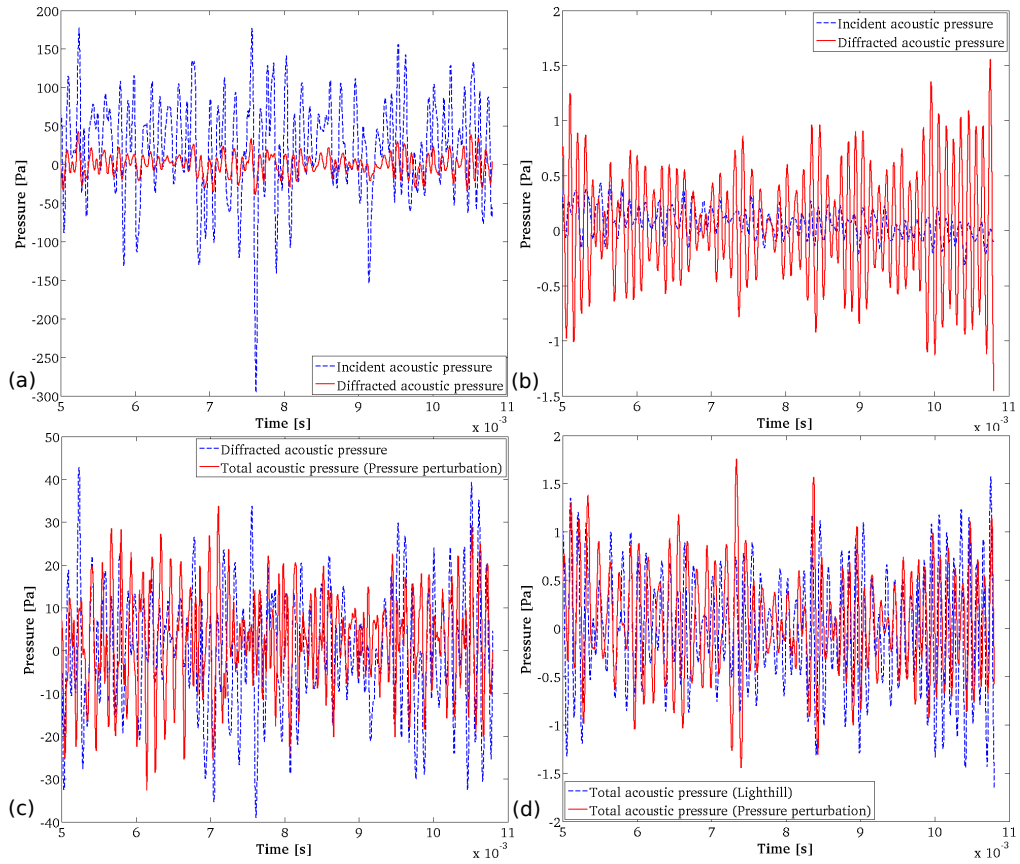 200
150
100
50
0
-50
-100
-150
-200
-250
-300
Pressure [Pa]
Incident acoustic pressure
Diffracted acoustic pressure
(a)
5 6 7 8 9 10 11
Time [s]
x 10⁻³
2
1.5
1
0.5
0
-0.5
-1
-1.5
Pressure [Pa]
Incident acoustic pressure
Diffracted acoustic pressure
(b)
5 6 7 8 9 10 11
Time [s]
x 10⁻³
50
40
30
20
10
0
-10
-20
-30
-40
Pressure [Pa]
Diffracted acoustic pressure
Total acoustic pressure (Pressure perturbation)
(c)
5 6 7 8 9 10 11
Time [s]
x 10⁻³
2
1.5
1
0.5
0
-0.5
-1
-1.5
-2
Pressure [Pa]
Total acoustic pressure (Lighthill)
Total acoustic pressure (Pressure perturbation)
(d)
5 6 7 8 9 10 11
Time [s]
x 10⁻³